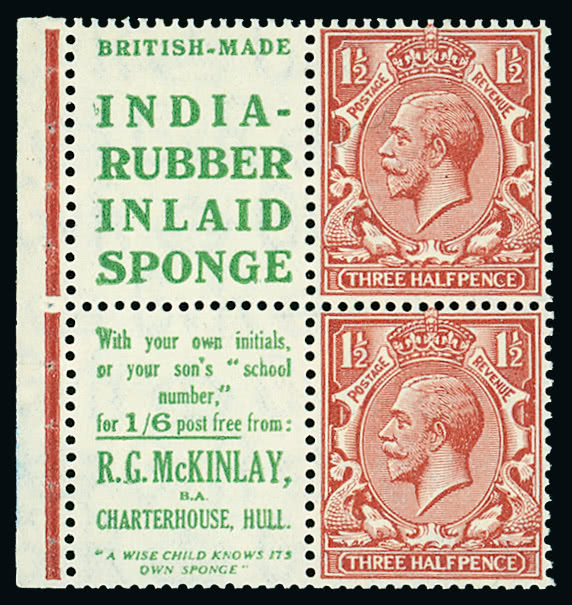 BRITISH-MADE
INDIA-
RUBBER
INLAID
SPONGE
1½
POSTAGE
REVENUE
THREE HALFPENCE
With your own initials,
or your son's "school
number,"
for 1/6 post free from:
R.G. McKINLAY,
B.A.
CHARTERHOUSE, HULL.
"A WISE CHILD KNOWS ITS
OWN SPONGE"
1½
1½
POSTAGE
REVENUE
1½
THREE HALFPENCE